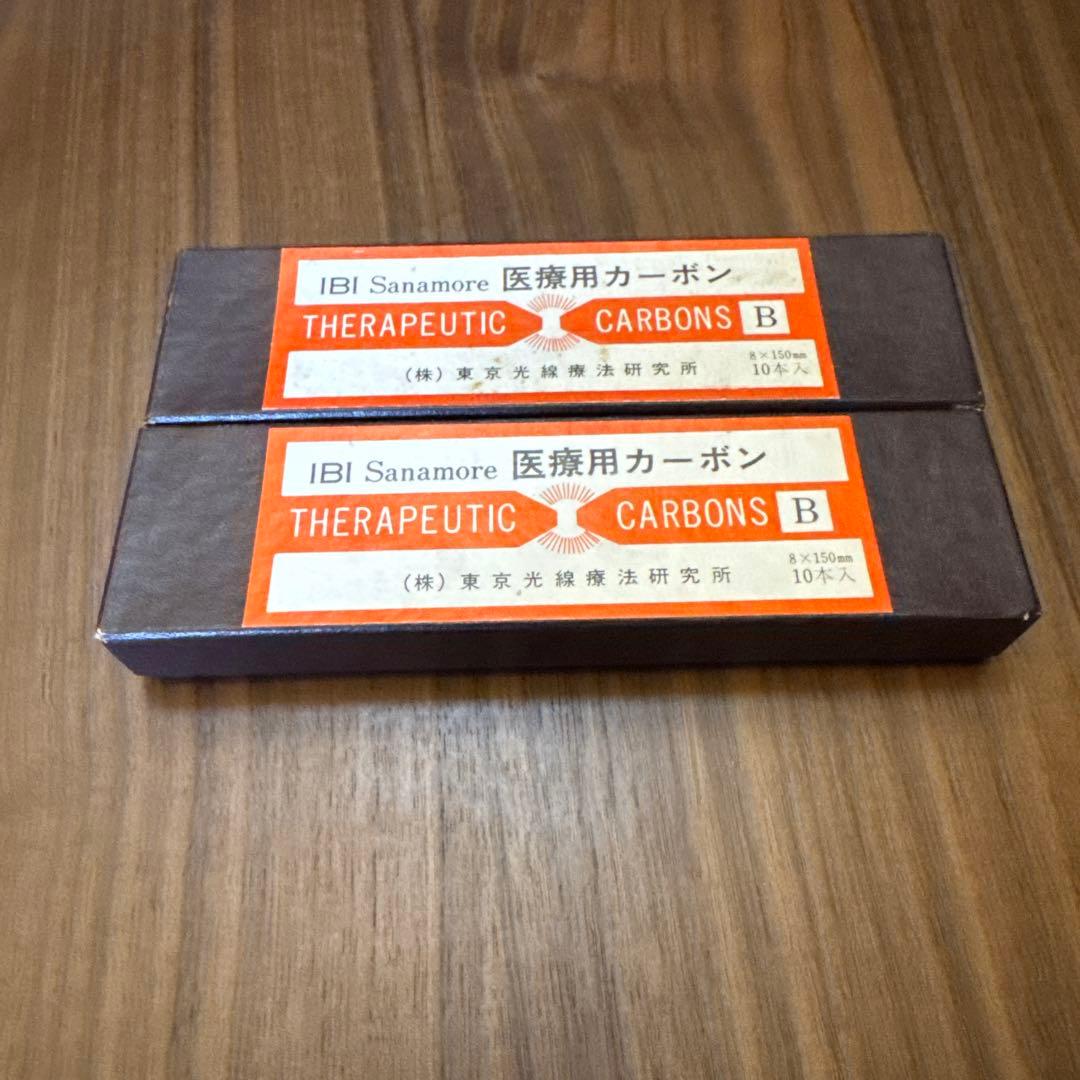 IBI Sanamore 医療用カーボン
THERAPEUTIC CARBONS B
8×150mm
(株)東京光線療法研究所 10本入
IBI Sanamore 医療用カーボン
THERAPEUTIC CARBONS B
8×150mm
(株)東京光線療法研究所 10本入